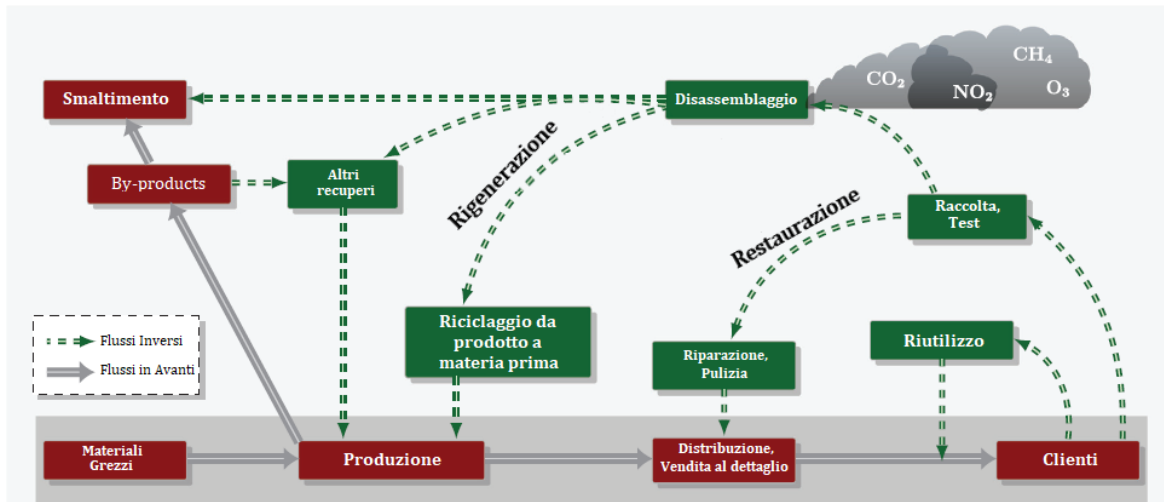 CH₄
CO₂
O₃
NO₂
Smaltimento
Disassemblaggio
By-products
Altri
recuperi
Rigenerazione
Restaurazione
Raccolta,
Test
Riciclaggio da
prodotto a
materia prima
Flussi Inversi
Flussi in Avanti
Riparazione,
Pulizia
Riutilizzo
Materiali
Grezzi
Produzione
Distribuzione,
Vendita al dettaglio
Clienti